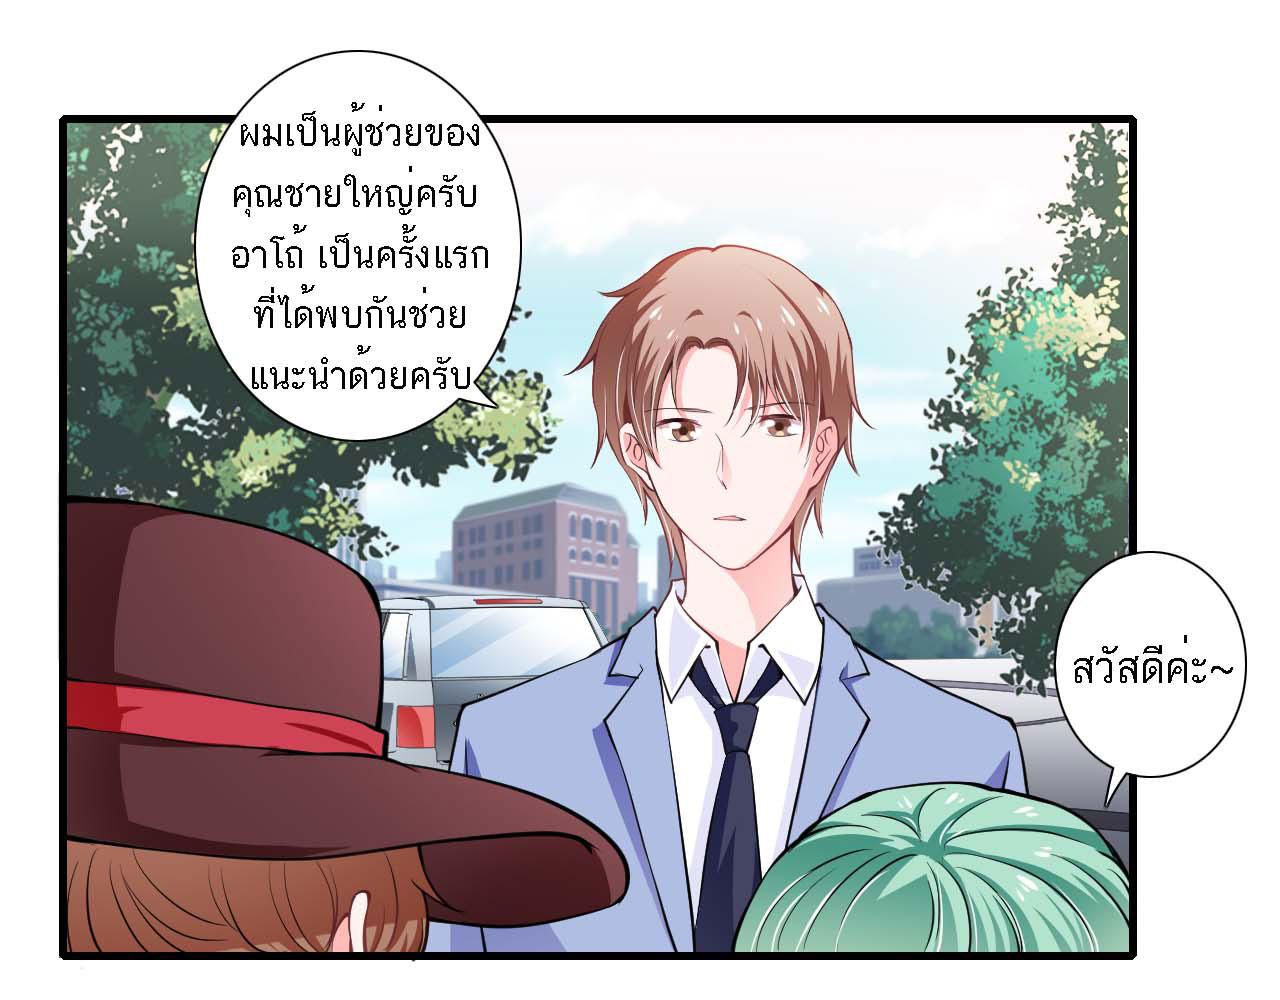 ผมเป็นผู้ช่วยของ
คุณชายใหญ่ครับ
อาโถ้ เป็นครั้งแรก
ที่ได้พบกันช่วย
แนะนำด้วยครับ
สวัสดีค่ะ~